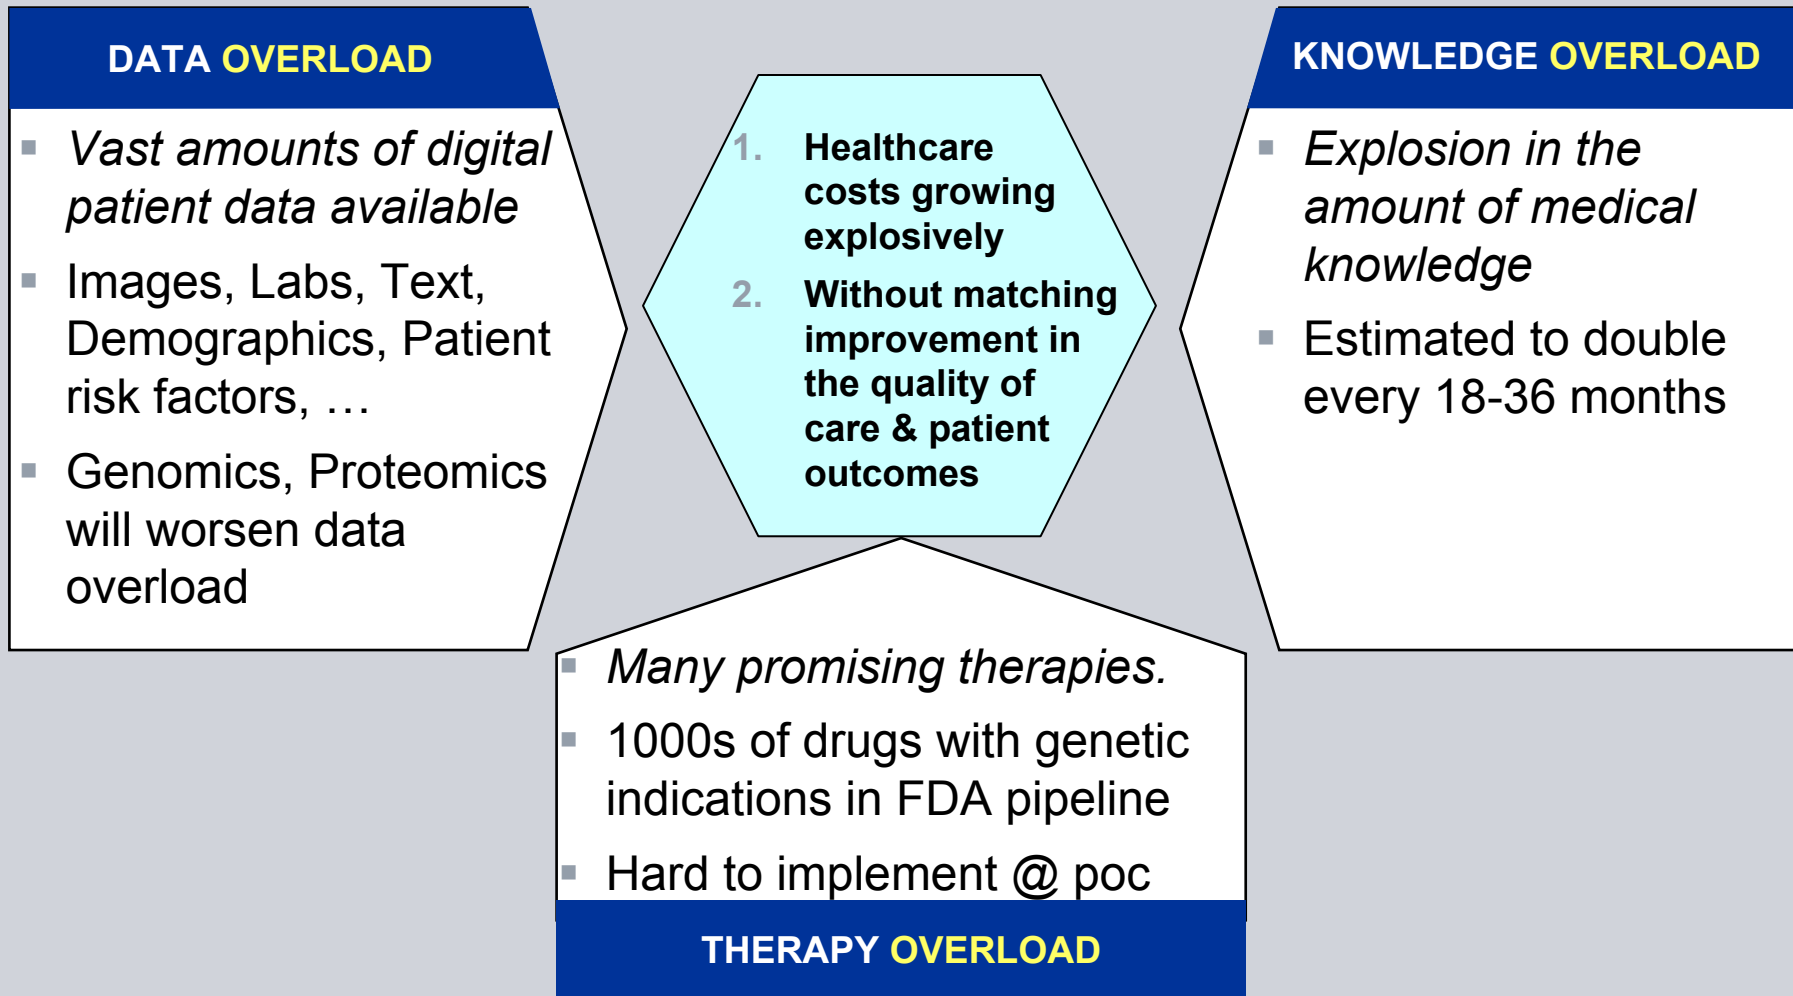 DATA OVERLOAD
▪ Vast amounts of digital
patient data available
▪ Images, Labs, Text,
Demographics, Patient
risk factors, …
▪ Genomics, Proteomics
will worsen data
overload
1. Healthcare
costs growing
explosively
2. Without matching
improvement in
the quality of
care & patient
outcomes
KNOWLEDGE OVERLOAD
▪ Explosion in the
amount of medical
knowledge
▪ Estimated to double
every 18-36 months
▪ Many promising therapies.
▪ 1000s of drugs with genetic
indications in FDA pipeline
▪ Hard to implement @ poc
THERAPY OVERLOAD